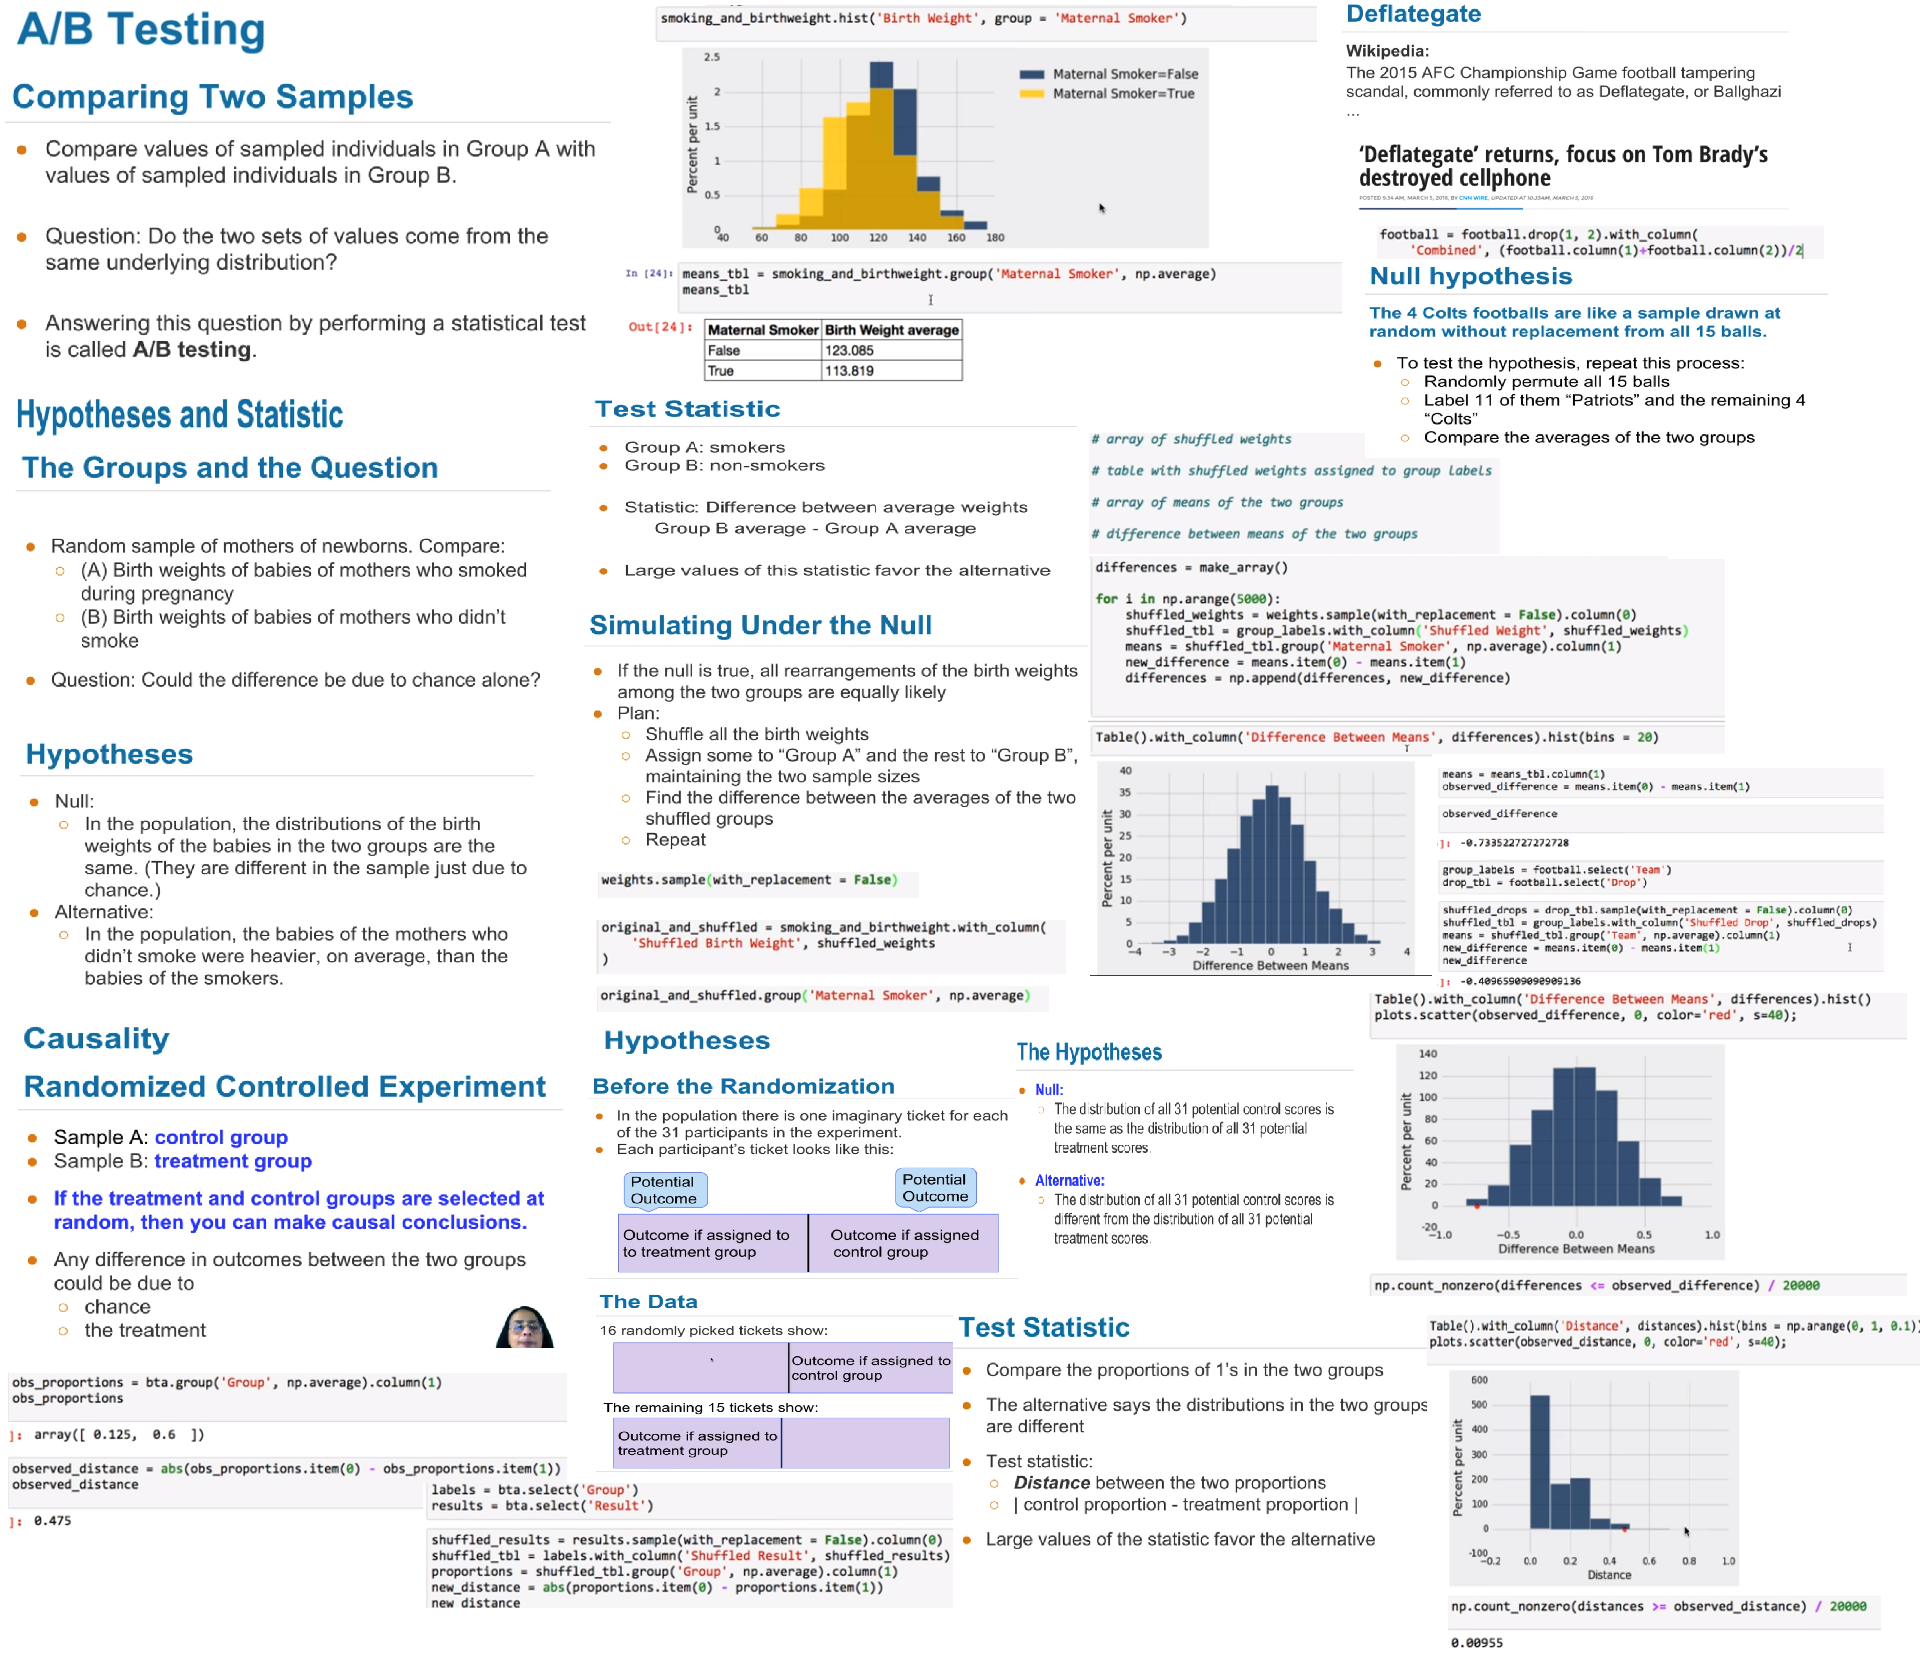 A/B Testing
Comparing Two Samples
Compare values of sampled individuals in Group A with
values of sampled individuals in Group B.
Question: Do the two sets of values come from the
same underlying distribution?
Answering this question by performing a statistical test
is called A/B testing.
Hypotheses and Statistic
The Groups and the Question
Random sample of mothers of newborns. Compare:
(A) Birth weights of babies of mothers who smoked
during pregnancy
(B) Birth weights of babies of mothers who didn't
smoke
Question: Could the difference be due to chance alone?
Hypotheses
Null:
In the population, the distributions of the birth
weights of the babies in the two groups are the
same. (They are different in the sample just due to
chance.)
Alternative:
In the population, the babies of the mothers who
didn't smoke were heavier, on average, than the
babies of the smokers.
Causality
Randomized Controlled Experiment
Sample A: control group
Sample B: treatment group
If the treatment and control groups are selected at
random, then you can make causal conclusions.
Any difference in outcomes between the two groups
could be due to
chance
the treatment
obs_proportions = bta.group('Group', np.average).column(1)
obs_proportions
]: array([ 0.125, 0.6 ])
observed_distance = abs(obs_proportions.item(0) - obs_proportions.item(1))
observed_distance
]: 0.475
labels = bta.select('Group')
results = bta.select('Result')
shuffled_results = results.sample(with_replacement = False).column(0)
shuffled_tbl = labels.with_column('Shuffled Result', shuffled_results)
proportions = shuffled_tbl.group('Group', np.average).column(1)
new_distance = abs(proportions.item(0) - proportions.item(1))
new_distance
smoking_and_birthweight.hist('Birth Weight', group = 'Maternal Smoker')
2.5
2
1.5
1
0.5
0
Percent per unit
40 60 80 100 120 140 160 180
Maternal Smoker=False
Maternal Smoker=True
In [24]: means_tbl = smoking_and_birthweight.group('Maternal Smoker', np.average)
means_tbl
Out[24]: Maternal Smoker Birth Weight average
False 123.085
True 113.819
Test Statistic
Group A: smokers
Group B: non-smokers
Statistic: Difference between average weights
Group B average - Group A average
Large values of this statistic favor the alternative
Simulating Under the Null
If the null is true, all rearrangements of the birth weights
among the two groups are equally likely
Plan:
Shuffle all the birth weights
Assign some to “Group A” and the rest to “Group B”,
maintaining the two sample sizes
Find the difference between the averages of the two
shuffled groups
Repeat
weights.sample(with_replacement = False)
original_and_shuffled = smoking_and_birthweight.with_column(
'Shuffled Birth Weight', shuffled_weights
)
original_and_shuffled.group('Maternal Smoker', np.average)
Hypotheses
Before the Randomization
In the population there is one imaginary ticket for each
of the 31 participants in the experiment.
Each participant's ticket looks like this:
Potential
Outcome
Potential
Outcome
Outcome if assigned to
to treatment group
Outcome if assigned
control group
The Data
16 randomly picked tickets show:
Outcome if assigned to
control group
The remaining 15 tickets show:
Outcome if assigned to
treatment group
The Hypotheses
Null:
The distribution of all 31 potential control scores is
the same as the distribution of all 31 potential
treatment scores.
Alternative:
The distribution of all 31 potential control scores is
different from the distribution of all 31 potential
treatment scores.
Test Statistic
Compare the proportions of 1's in the two groups
The alternative says the distributions in the two groups
are different
Test statistic:
Distance between the two proportions
| control proportion - treatment proportion |
Large values of the statistic favor the alternative
Deflategate
Wikipedia:
The 2015 AFC Championship Game football tampering
scandal, commonly referred to as Deflategate, or Ballghazi
...
‘Deflategate’ returns, focus on Tom Brady’s
destroyed cellphone
POSTED 9:34 AM, MARCH 5, 2016, BY CNN WIRE, UPDATED AT 10:23AM, MARCH 5, 2016
football = football.drop(1, 2).with_column(
'Combined', (football.column(1)+football.column(2))/2
Null hypothesis
The 4 Colts footballs are like a sample drawn at
random without replacement from all 15 balls.
To test the hypothesis, repeat this process:
Randomly permute all 15 balls
Label 11 of them “Patriots” and the remaining 4
“Colts”
Compare the averages of the two groups
# array of shuffled weights
# table with shuffled weights assigned to group labels
# array of means of the two groups
# difference between means of the two groups
differences = make_array()
for i in np.arange(5000):
shuffled_weights = weights.sample(with_replacement = False).column(0)
shuffled_tbl = group_labels.with_column('Shuffled Weight', shuffled_weights)
means = shuffled_tbl.group('Maternal Smoker', np.average).column(1)
new_difference = means.item(0) - means.item(1)
differences = np.append(differences, new_difference)
Table().with_column('Difference Between Means', differences).hist(bins = 20)
40
35
30
25
20
15
10
5
0
Percent per unit
−4 −3 −2 −1 0 1 2 3 4
Difference Between Means
means = means_tbl.column(1)
observed_difference = means.item(0) - means.item(1)
observed_difference
]: -0.733522727272728
group_labels = football.select('Team')
drop_tbl = football.select('Drop')
shuffled_drops = drop_tbl.sample(with_replacement = False).column(0)
shuffled_tbl = group_labels.with_column('Shuffled Drop', shuffled_drops)
means = shuffled_tbl.group('Team', np.average).column(1)
new_difference = means.item(0) - means.item(1)
new_difference
]: -0.40965909090909136
Table().with_column('Difference Between Means', differences).hist()
plots.scatter(observed_difference, 0, color='red', s=40);
140
120
100
80
60
40
20
0
-20
Percent per unit
−1.0 −0.5 0.0 0.5 1.0
Difference Between Means
np.count_nonzero(differences <= observed_difference) / 20000
Table().with_column('Distance', distances).hist(bins = np.arange(0, 1, 0.1))
plots.scatter(observed_distance, 0, color='red', s=40);
600
500
400
300
200
100
0
-100
Percent per unit
−0.2 0.0 0.2 0.4 0.6 0.8 1.0
Distance
np.count_nonzero(distances >= observed_distance) / 20000
0.00955